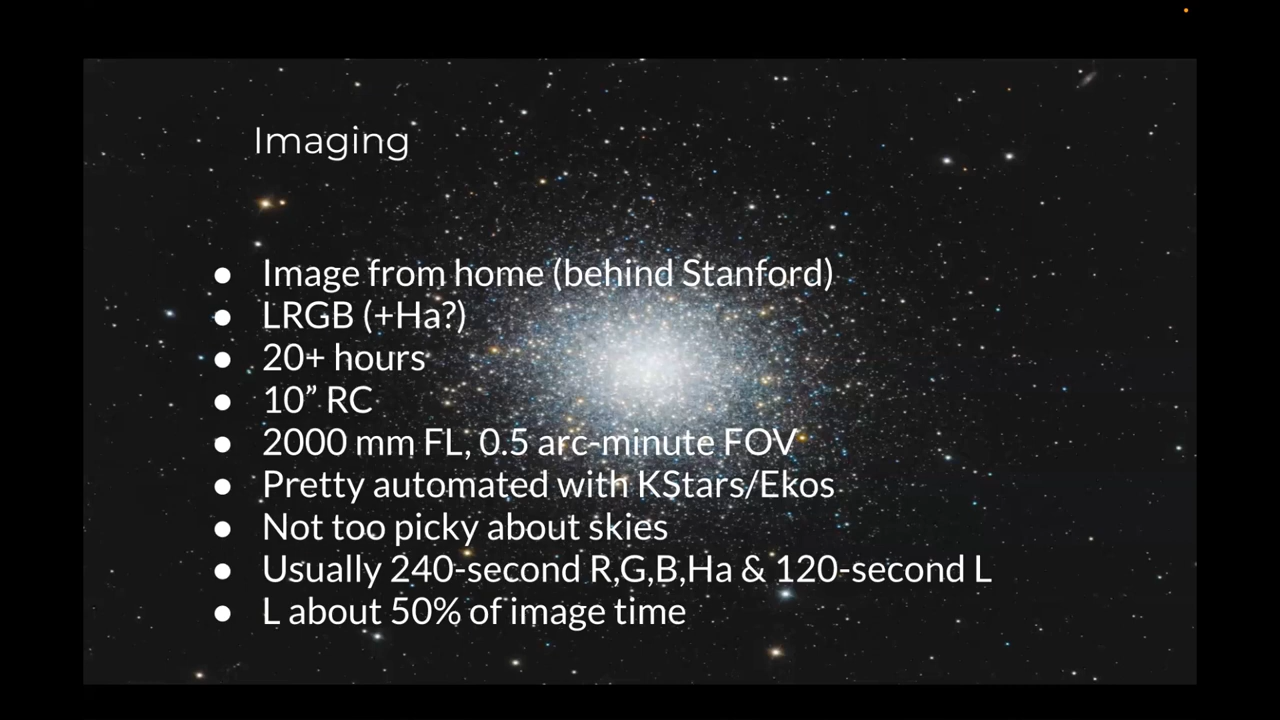 Imaging
● Image from home (behind Stanford)
● LRGB (+Ha?)
● 20+ hours
● 10” RC
● 2000 mm FL, 0.5 arc-minute FOV
● Pretty automated with KStars/Ekos
● Not too picky about skies
● Usually 240-second R,G,B,Ha & 120-second L
● L about 50% of image time